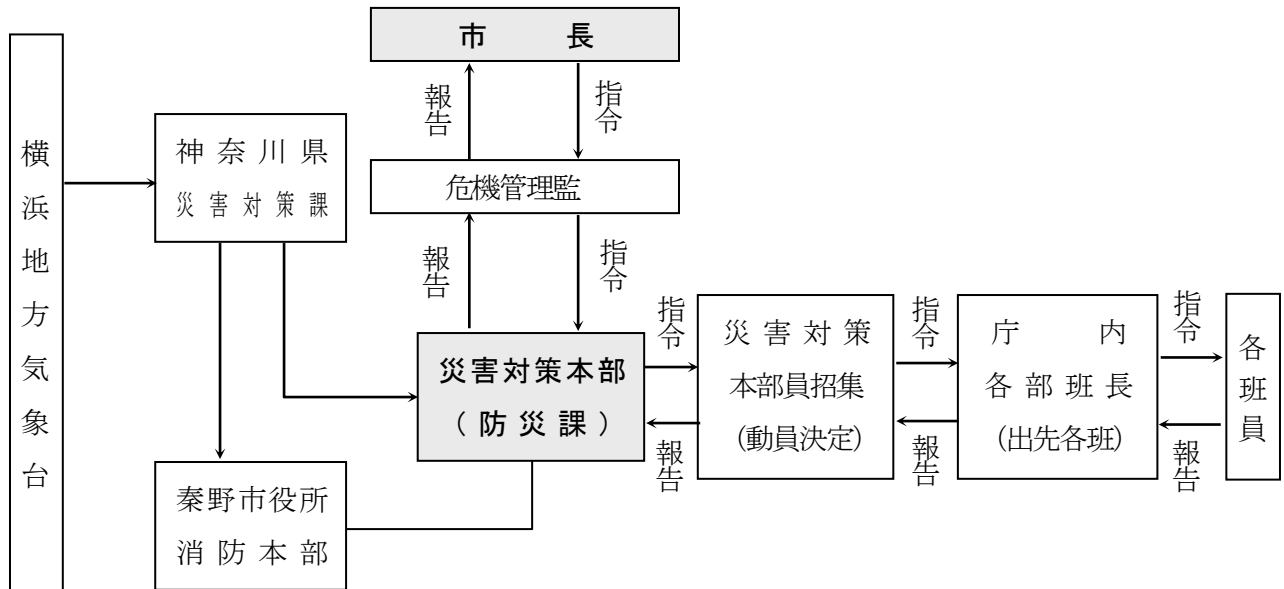 市長
報告
指令
横浜地方気象台
神奈川県
災害対策課
危機管理監
報告
指令
災害対策本部
（防災課）
指令
報告
災害対策
本部員招集
(動員決定)
指令
報告
庁内
各部班長
(出先各班)
指令
報告
各班員
秦野市役所
消防本部